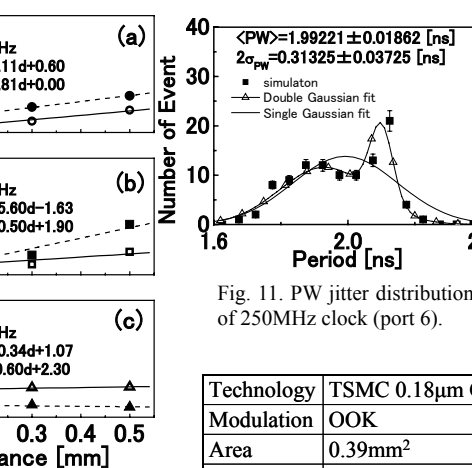 (a)
Hz
.11d+0.60
.81d+0.00
(b)
Hz
5.60d−1.63
0.50d+1.90
(c)
Hz
0.34d+1.07
0.60d+2.30
0.3 0.4 0.5
ance [mm]
Number of Event
40
30
20
10
0
<PW>=1.99221±0.01862 [ns]
2σPW=0.31325±0.03725 [ns]
simulaton
Double Gaussian fit
Single Gaussian fit
1.6 2.0 2
Period [ns]
Fig. 11. PW jitter distribution
of 250MHz clock (port 6).
Technology TSMC 0.18μm
Modulation OOK
Area 0.39mm²